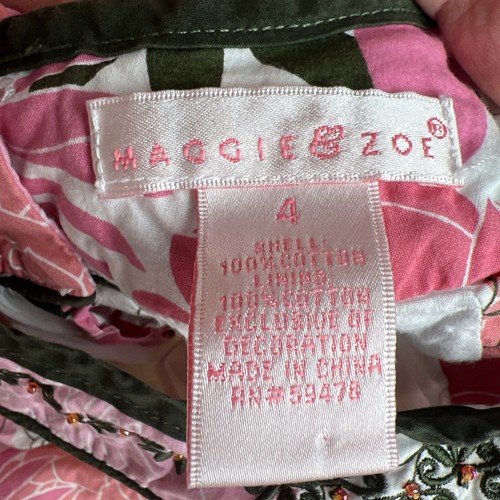 MAGGIE & ZOE®
4
SHELL:
100% COTTON
LINING
100% COTTON
EXCLUSIVE OF
DECORATION
MADE IN CHINA
RN# 59478